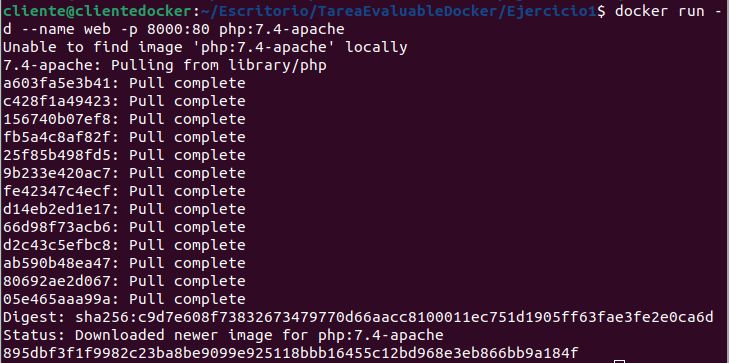 cliente@clientedocker:~/Escritorio/TareaEvaluableDocker/Ejercicio1$ docker run -
d --name web -p 8000:80 php:7.4-apache
Unable to find image 'php:7.4-apache' locally
7.4-apache: Pulling from library/php
a603fa5e3b41: Pull complete
c428f1a49423: Pull complete
156740b07ef8: Pull complete
fb5a4c8af82f: Pull complete
25f85b498fd5: Pull complete
9b233e420ac7: Pull complete
fe42347c4ecf: Pull complete
d14eb2ed1e17: Pull complete
66d98f73acb6: Pull complete
d2c43c5efbc8: Pull complete
ab590b48ea47: Pull complete
80692ae2d067: Pull complete
05e465aaa99a: Pull complete
Digest: sha256:c9d7e608f73832673479770d66aacc8100011ec751d1905ff63fae3fe2e0ca6d
Status: Downloaded newer image for php:7.4-apache
895dbf3f1f9982c23ba8be9099e925118bbb16455c12bd968e3eb866bb9a184f